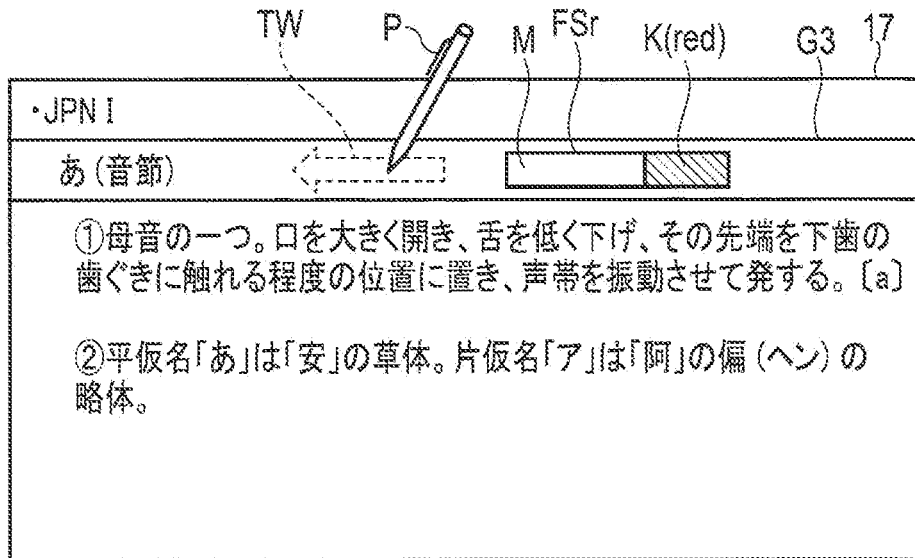 TW P M FSr K(red) G3 17
・JPN I
あ(音節)
①母音の一つ。口を大きく開き、舌を低く下げ、その先端を下歯の
歯ぐきに触れる程度の位置に置き、声帯を振動させて発する。〔a〕
②平仮名「あ」は「安」の草体。片仮名「ア」は「阿」の偏(ヘン)の
略体。